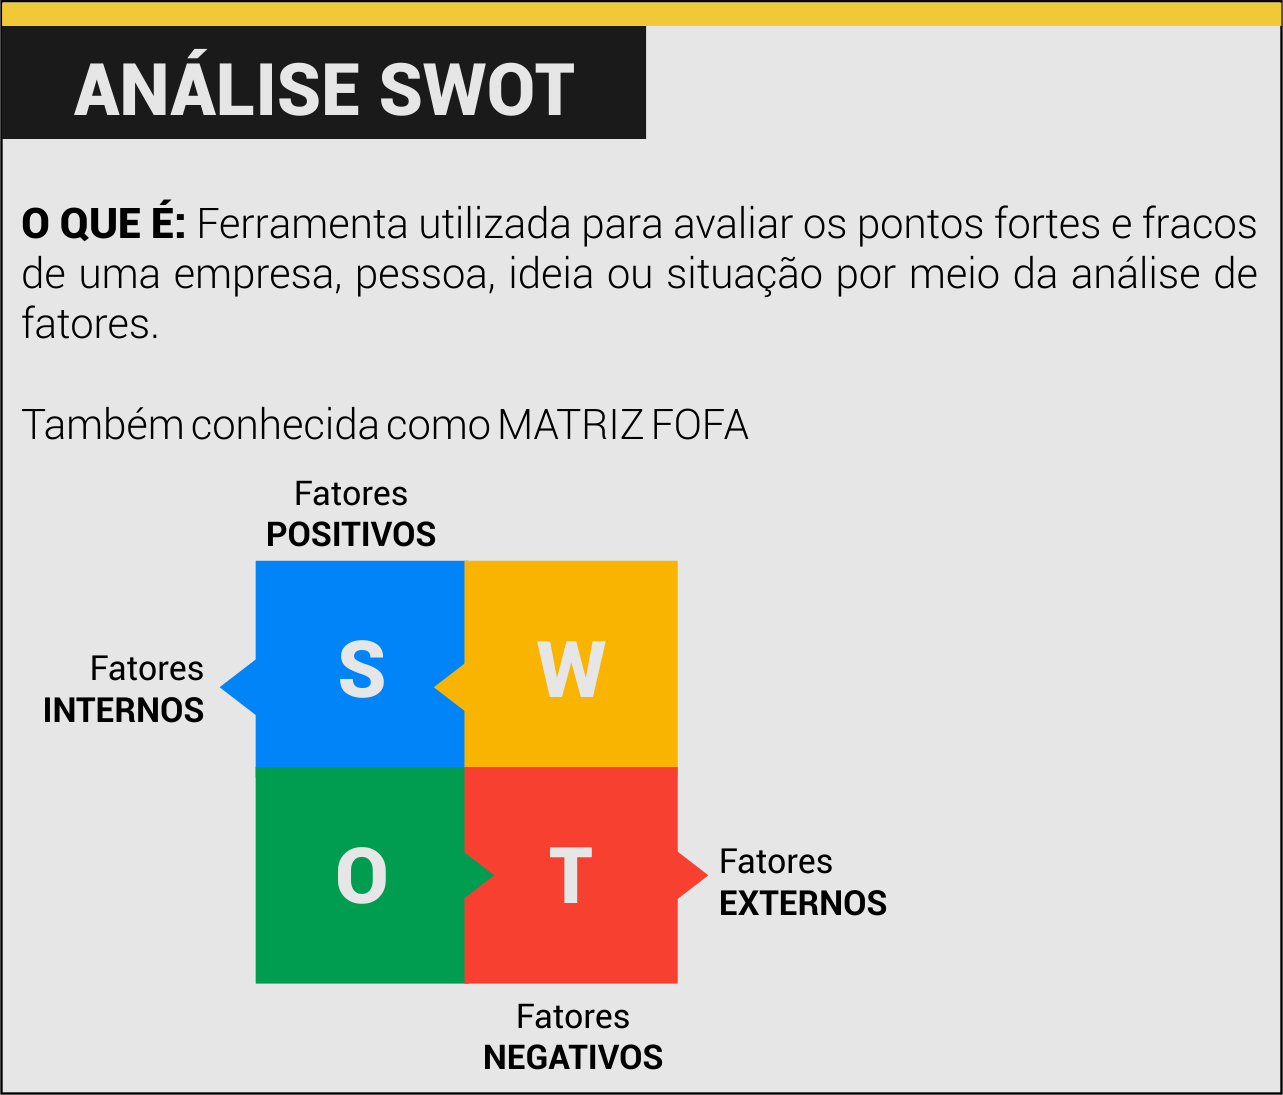 ANÁLISE SWOT
O QUE É: Ferramenta utilizada para avaliar os pontos fortes e fracos
de uma empresa, pessoa, ideia ou situação por meio da análise de
fatores.
Também conhecida como MATRIZ FOFA
Fatores
POSITIVOS
S
W
Fatores
INTERNOS
O
T
Fatores
EXTERNOS
Fatores
NEGATIVOS